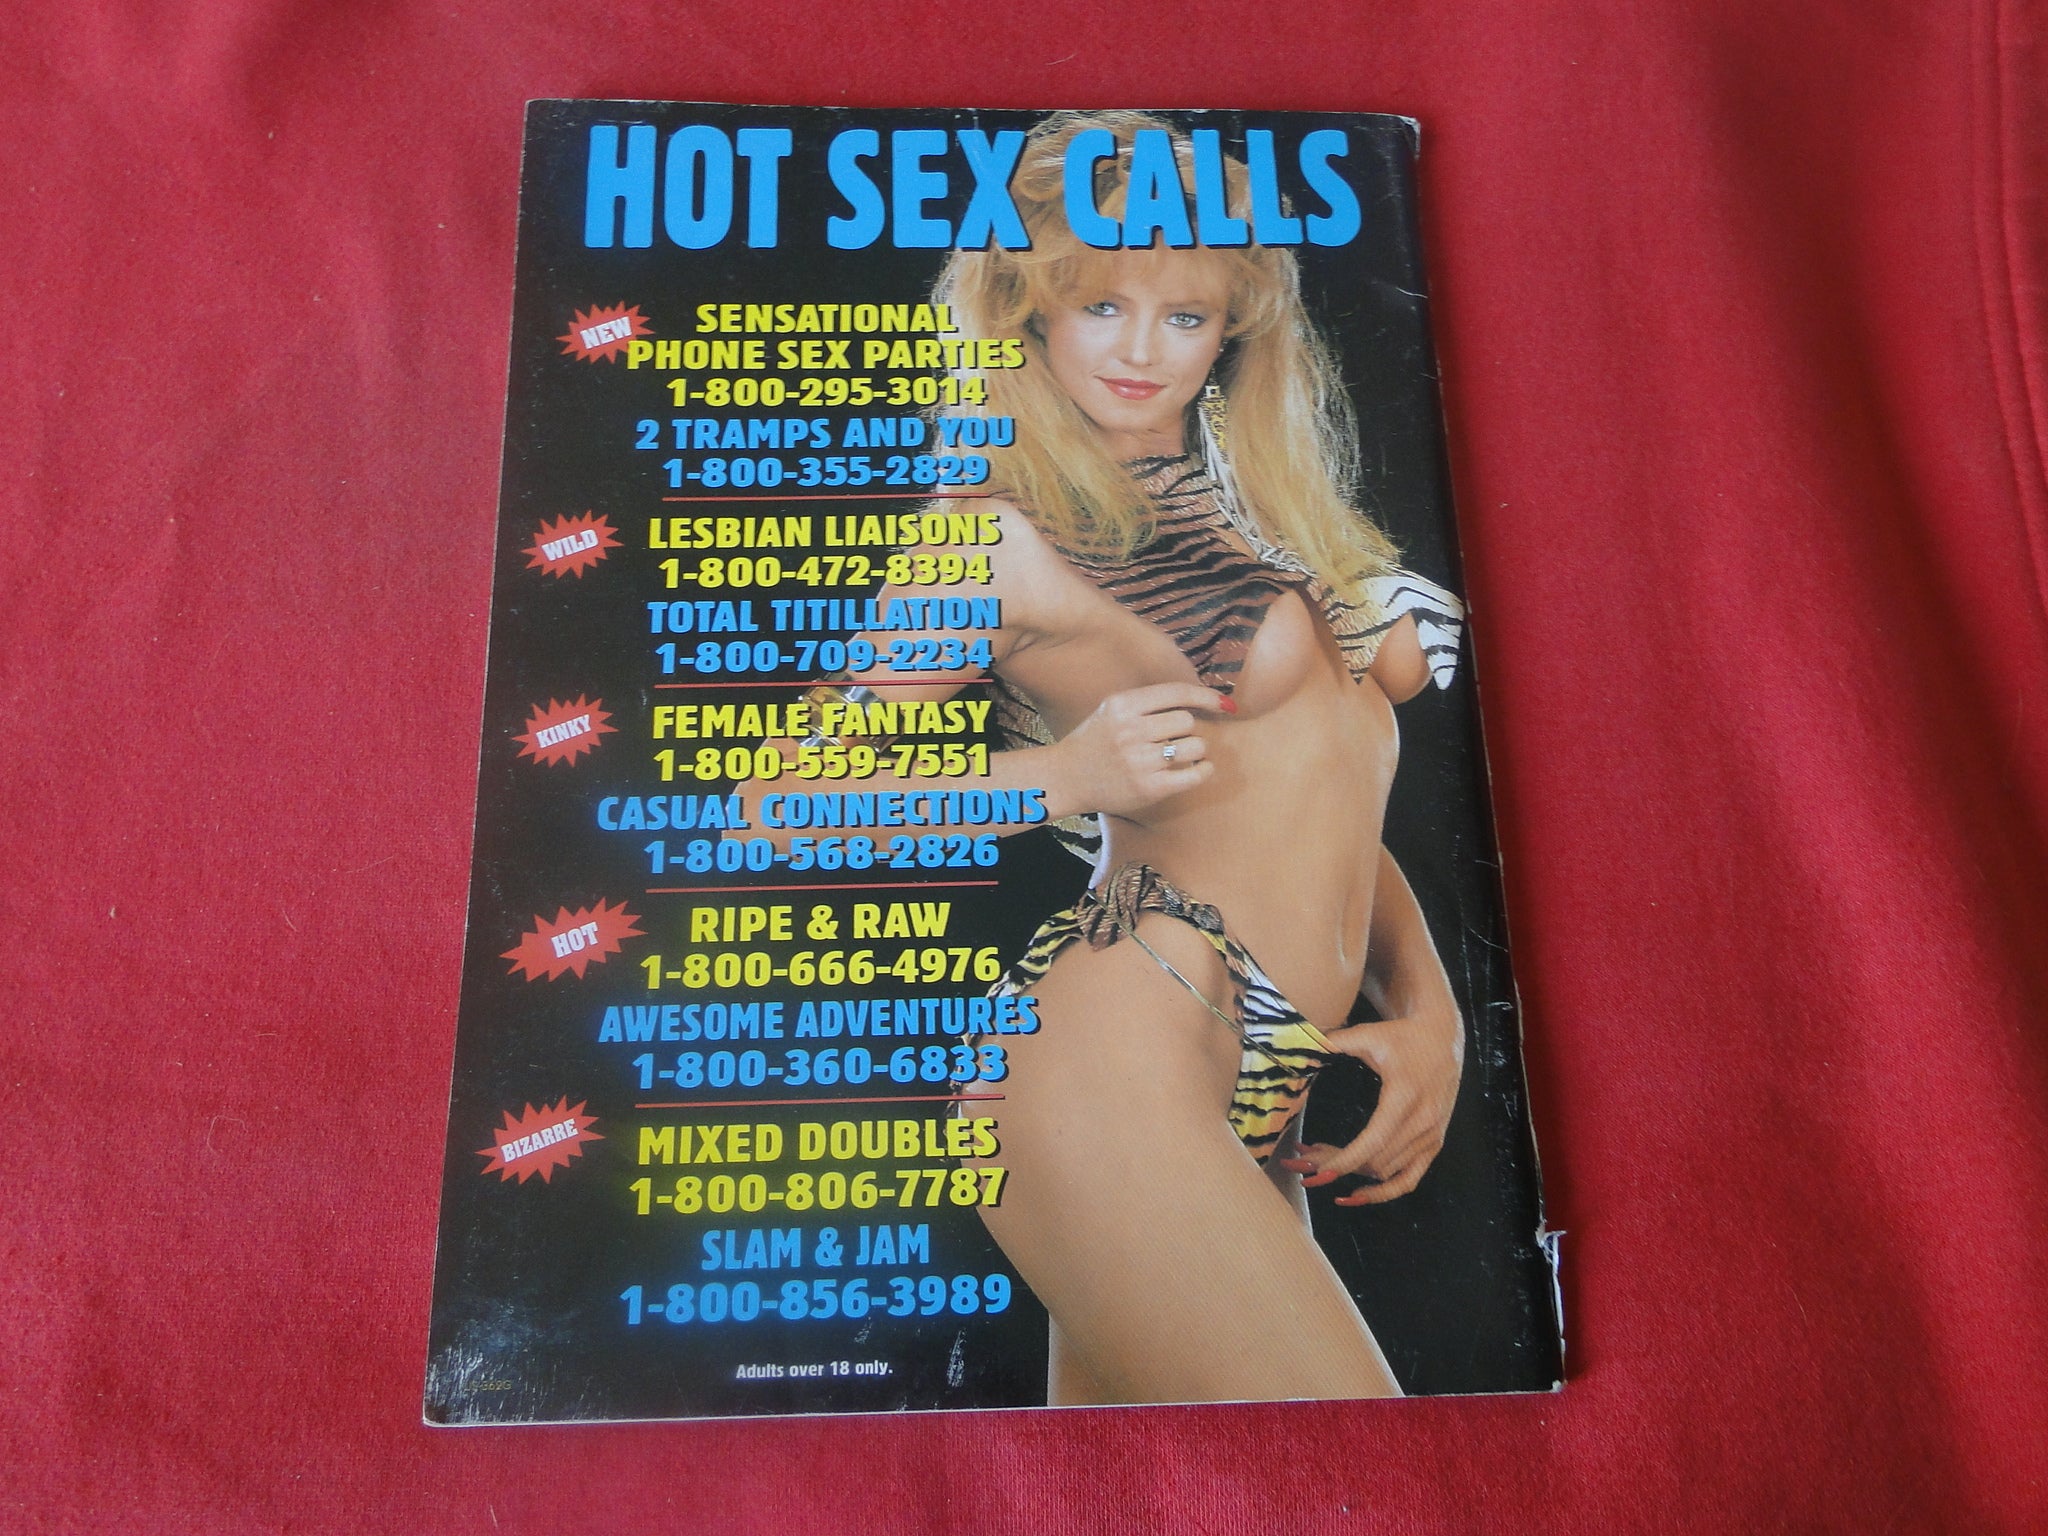 HOT SEX CALLS
NEW
SENSATIONAL
PHONE SEX PARTIES
1-800-295-3014
2 TRAMPS AND YOU
1-800-355-2829
WILD
LESBIAN LIAISONS
1-800-472-8394
TOTAL TITILLATION
1-800-709-2234
KINKY
FEMALE FANTASY
1-800-559-7551
CASUAL CONNECTIONS
1-800-568-2826
HOT
RIPE & RAW
1-800-666-4976
AWESOME ADVENTURES
1-800-360-6833
BIZARRE
MIXED DOUBLES
1-800-806-7787
SLAM & JAM
1-800-856-3989
Adults over 18 only.